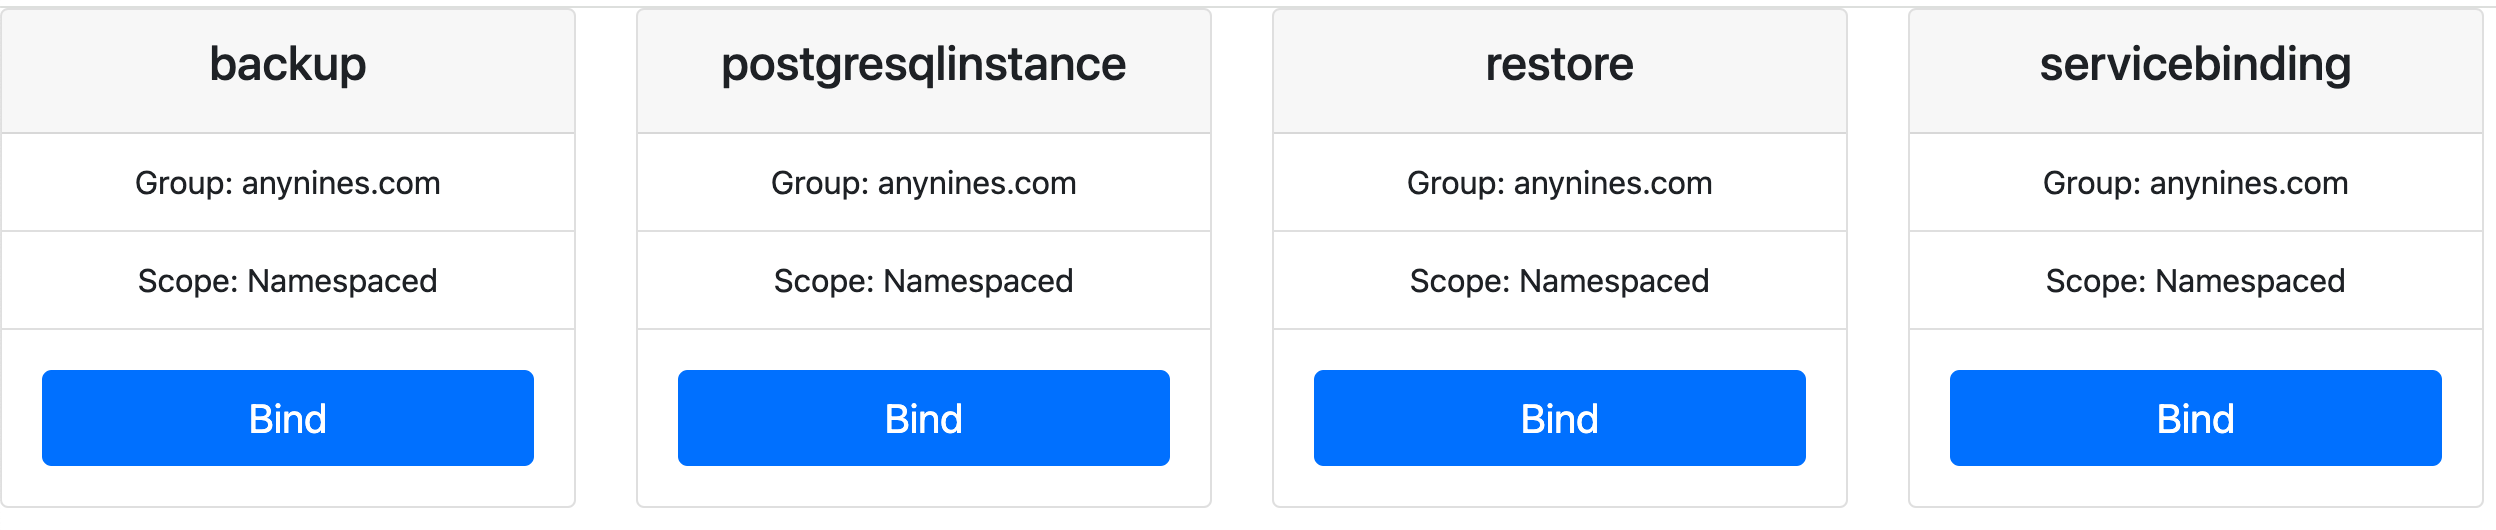 backup
Group: anynines.com
Scope: Namespaced
Bind
postgresqlinstance
Group: anynines.com
Scope: Namespaced
Bind
restore
Group: anynines.com
Scope: Namespaced
Bind
servicebinding
Group: anynines.com
Scope: Namespaced
Bind